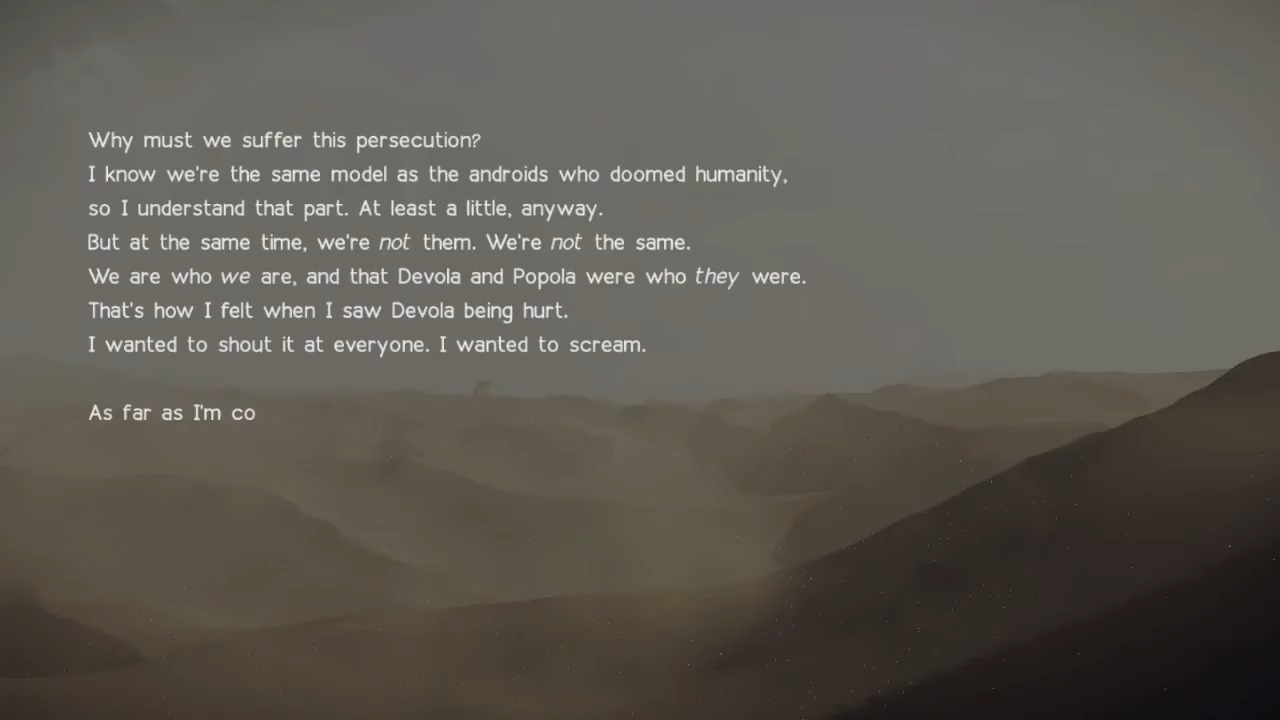 Why must we suffer this persecution?
I know we're the same model as the androids who doomed humanity,
so I understand that part. At least a little, anyway.
But at the same time, we're not them. We're not the same.
We are who we are, and that Devola and Popola were who they were.
That's how I felt when I saw Devola being hurt.
I wanted to shout it at everyone. I wanted to scream.
As far as I'm co